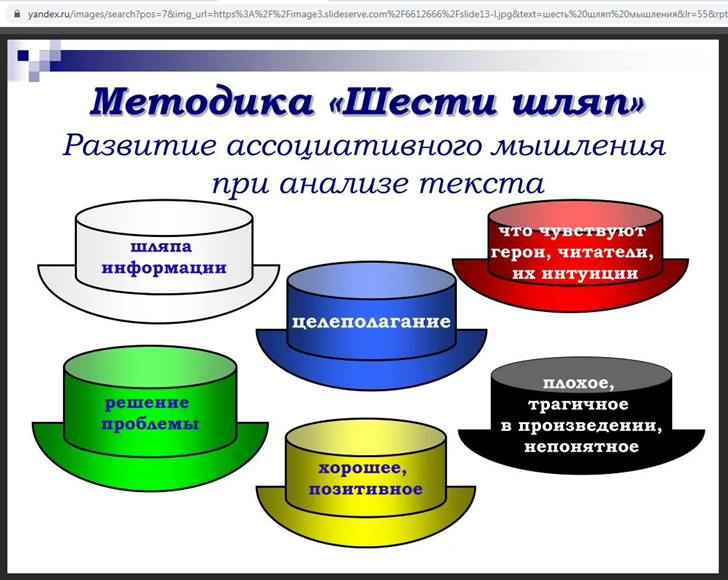 yandex.ru/images/search?pos=7&img_url=https%3A%2F%2Fimage3.slideserve.com%2F6612666%2Fslide13-l.jpg&text=шесть%20шляп%20мышления&lr=55&rpt
Методика «Шести шляп»
Развитие ассоциативного мышления
при анализе текста
шляпа
информации
что чувствуют
герои, читатели,
их интуиции
целеполагание
решение
проблемы
плохое,
трагичное
в произведении,
непонятное
хорошее,
позитивное